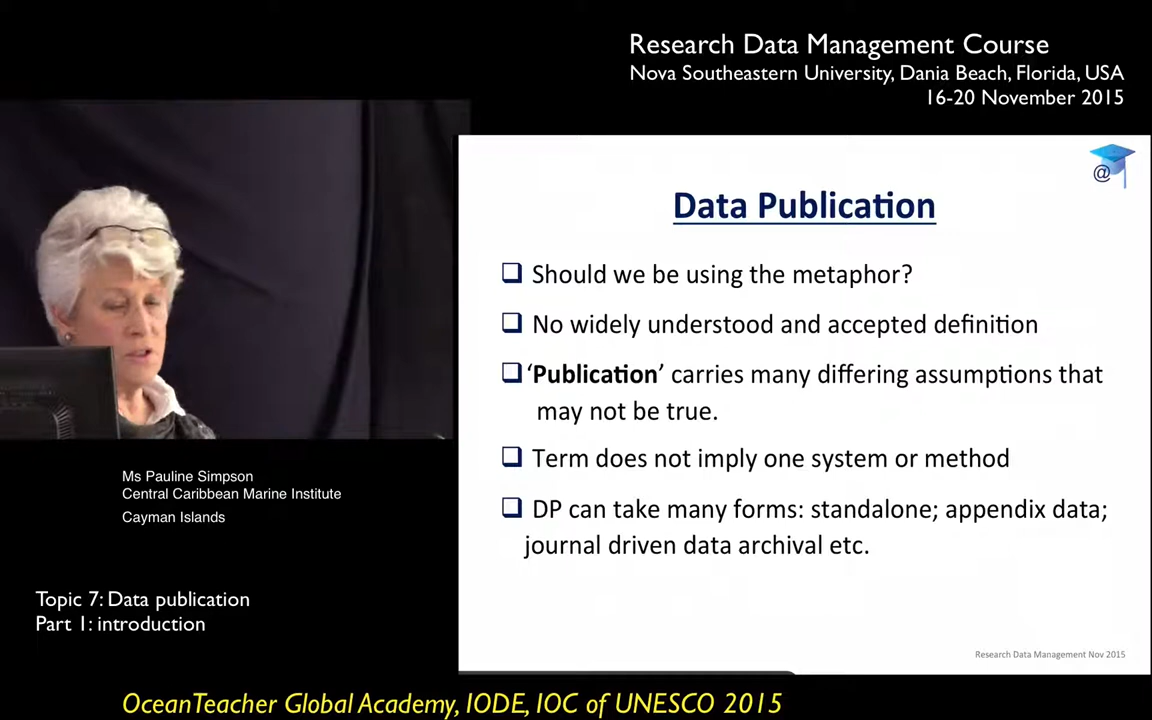 Research Data Management Course
Nova Southeastern University, Dania Beach, Florida, USA
16-20 November 2015
@
Data Publication
Should we be using the metaphor?
No widely understood and accepted definition
‘Publication’ carries many differing assumptions that
may not be true.
Term does not imply one system or method
DP can take many forms: standalone; appendix data;
journal driven data archival etc.
Research Data Management Nov 2015
Ms Pauline Simpson
Central Caribbean Marine Institute
Cayman Islands
Topic 7: Data publication
Part 1: introduction
OceanTeacher Global Academy, IODE, IOC of UNESCO 2015